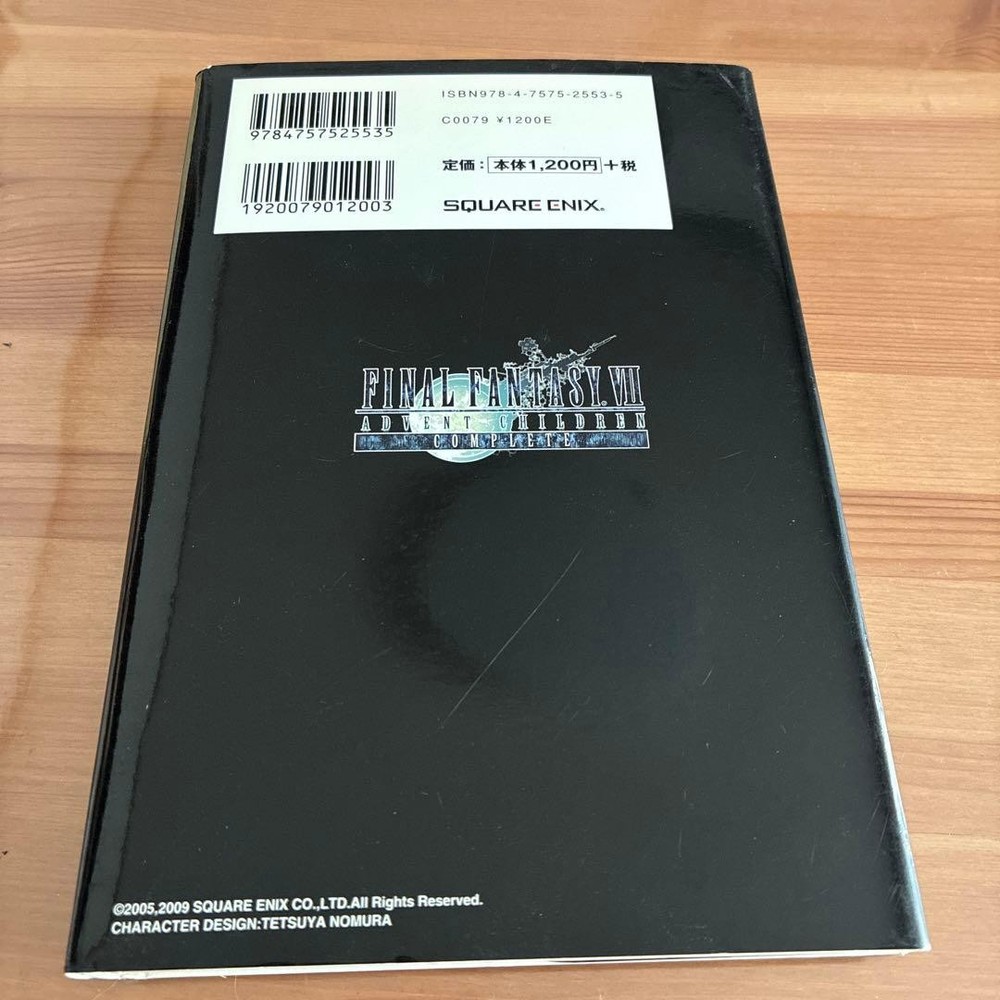 ISBN978-4-7575-2553-5
C0079 ¥1200E
9784757525535
定価：本体1,200円+税
1920079012003
SQUARE ENIX®
FINAL FANTASY® VII
ADVENT CHILDREN
COMPLETE
©2005,2009 SQUARE ENIX CO.,LTD.All Rights Reserved.
CHARACTER DESIGN:TETSUYA NOMURA